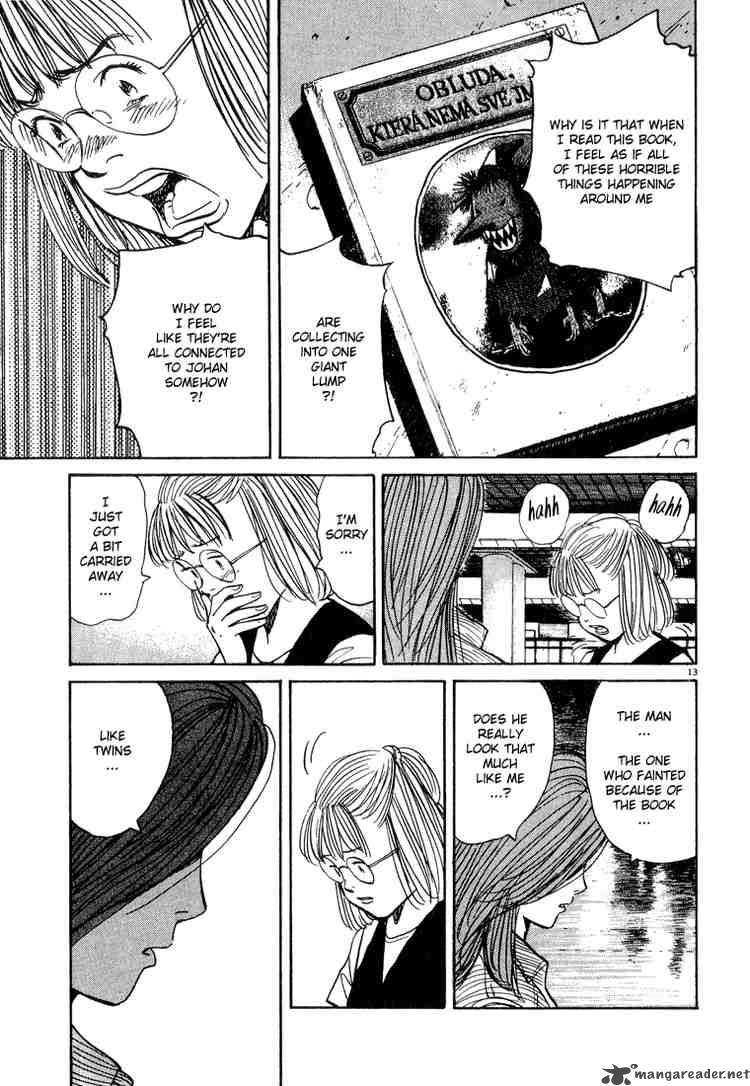 OBLUDA,
KTERÁ NEMÁ SVÉ JM
WHY IS IT THAT WHEN
I READ THIS BOOK,
I FEEL AS IF ALL
OF THESE HORRIBLE
THINGS HAPPENING
AROUND ME
ARE
COLLECTING
INTO ONE
GIANT
LUMP
?!
WHY DO
I FEEL
LIKE THEY'RE
ALL CONNECTED
TO JOHAN
SOMEHOW
?!
hahh
hahh
I'M
SORRY
...
I
JUST
GOT
A BIT
CARRIED
AWAY
...
13
THE MAN
...
THE ONE
WHO FAINTED
BECAUSE OF
THE BOOK
...
DOES HE
REALLY
LOOK THAT
MUCH
LIKE ME
...?
LIKE
TWINS
...
mangareader.net